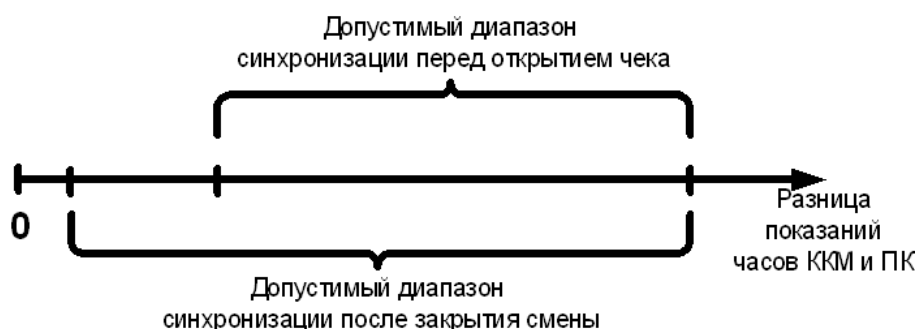 Допустимый диапазон
синхронизации перед открытием чека
0
Разница
показаний
часов ККМ и ПК
Допустимый диапазон
синхронизации после закрытия смены